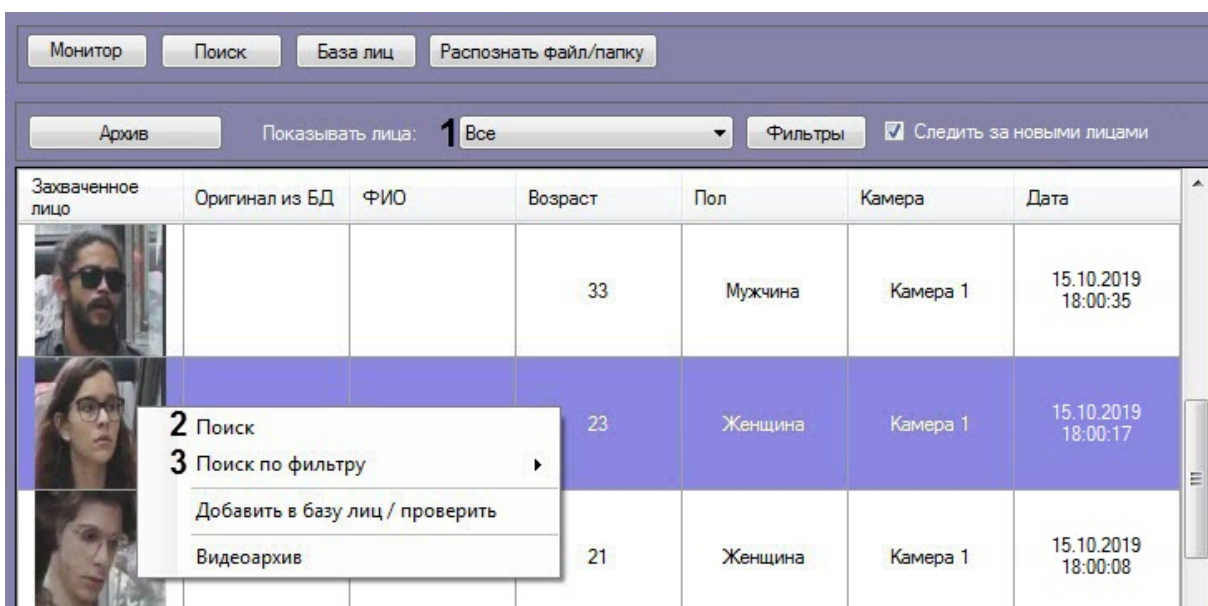 Монитор Поиск База лиц Распознать файл/папку
Архив Показывать лица: 1 Все Фильтры Следить за новыми лицами
Захваченное
лицо Оригинал из БД ФИО Возраст Пол Камера Дата
33 Мужчина Камера 1 15.10.2019
18:00:35
23 Женщина Камера 1 15.10.2019
18:00:17
2 Поиск
3 Поиск по фильтру
Добавить в базу лиц / проверить
Видеоархив
21 Женщина Камера 1 15.10.2019
18:00:08